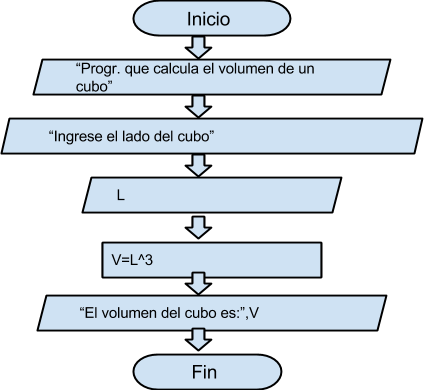 Inicio
“Progr. que calcula el volumen de un
cubo”
“Ingrese el lado del cubo”
L
V=L^3
“El volumen del cubo es:”,V
Fin